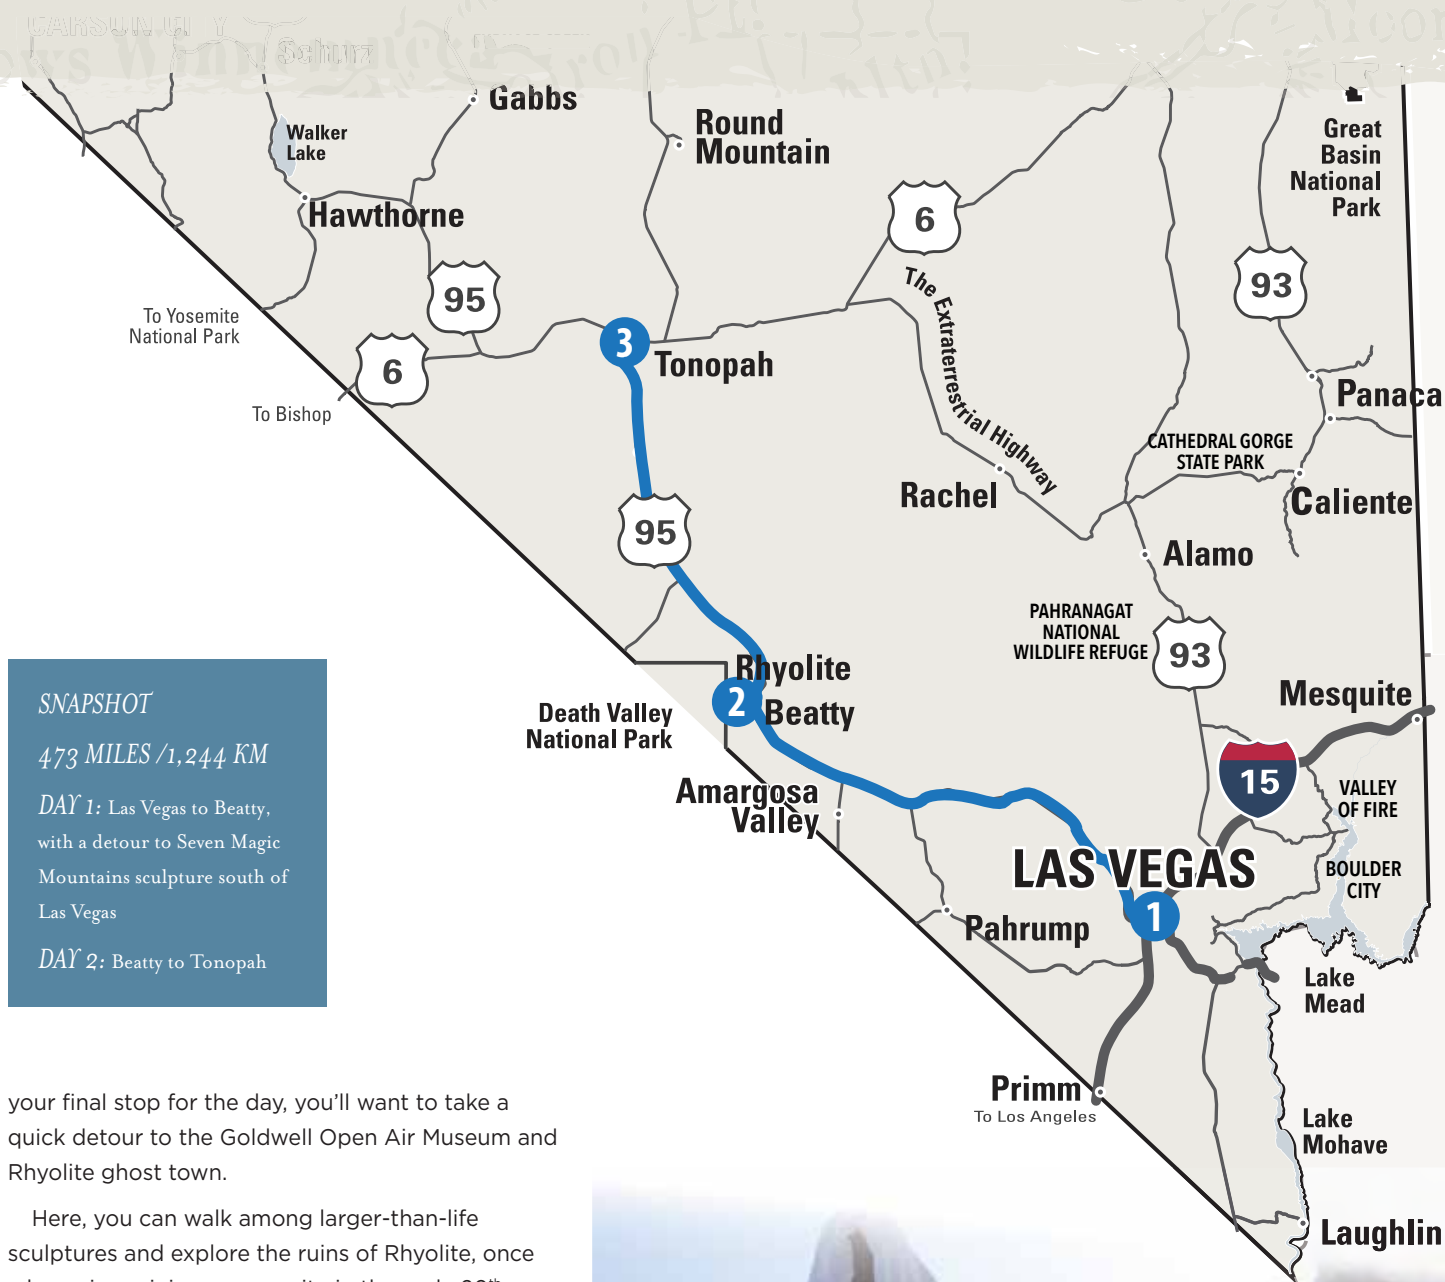 CARSON CITY
Schurz
Gabbs
Walker
Lake
Round
Mountain
Great
Basin
National
Park
Hawthorne
6
95
93
The Extraterrestrial Highway
To Yosemite
National Park
6
3
Tonopah
To Bishop
Panaca
CATHEDRAL GORGE
STATE PARK
Rachel
Caliente
95
Alamo
PAHRANAGAT
NATIONAL
WILDLIFE REFUGE
93
Rhyolite
2
Beatty
Death Valley
National Park
Mesquite
15
VALLEY
OF FIRE
Amargosa
Valley
LAS VEGAS
BOULDER
CITY
1
Pahrump
Lake
Mead
Primm
To Los Angeles
Lake
Mohave
Laughlin
SNAPSHOT
473 MILES /1,244 KM
DAY 1: Las Vegas to Beatty,
with a detour to Seven Magic
Mountains sculpture south of
Las Vegas
DAY 2: Beatty to Tonopah
your final stop for the day, you’ll want to take a
quick detour to the Goldwell Open Air Museum and
Rhyolite ghost town.
Here, you can walk among larger-than-life
sculptures and explore the ruins of Rhyolite, once